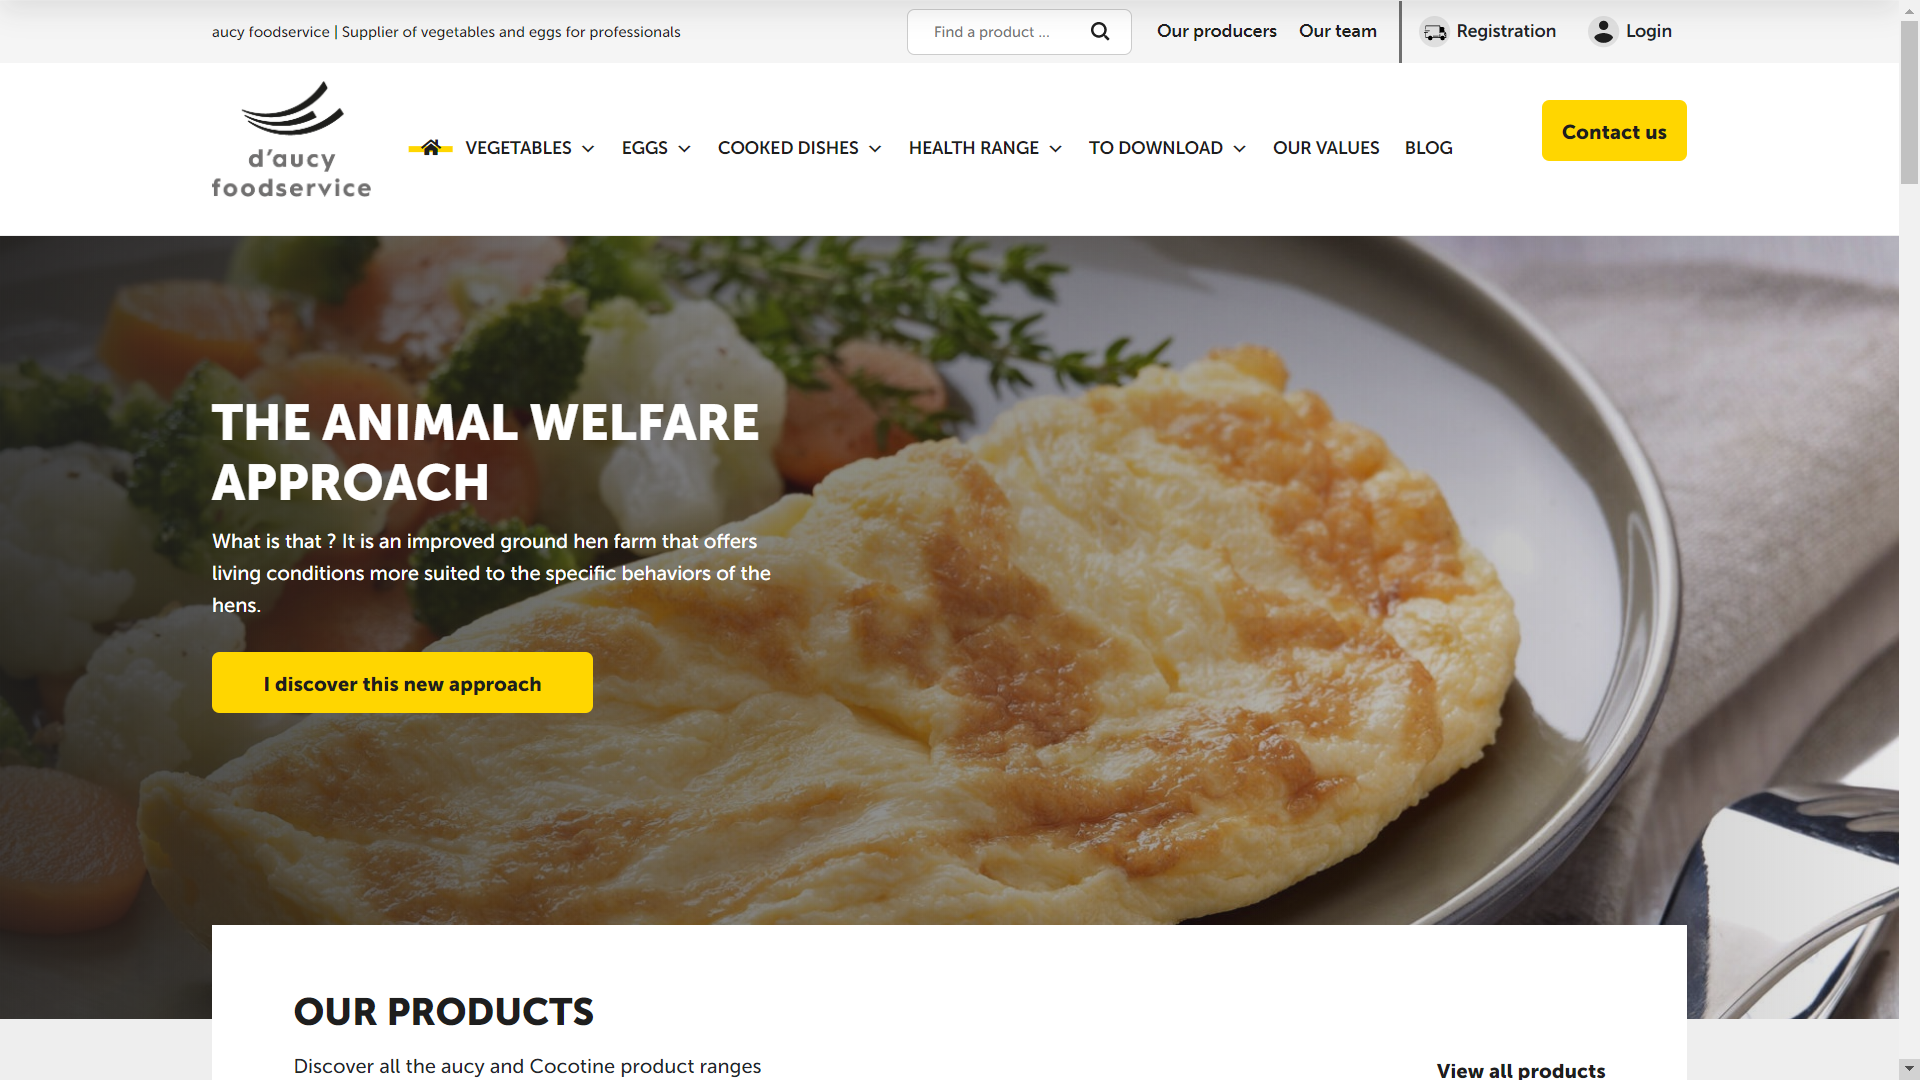 aucy foodservice | Supplier of vegetables and eggs for professionals
Find a product ...
Our producers
Our team
Registration
Login
d'aucy
foodservice
VEGETABLES
EGGS
COOKED DISHES
HEALTH RANGE
TO DOWNLOAD
OUR VALUES
BLOG
Contact us
THE ANIMAL WELFARE
APPROACH
What is that ? It is an improved ground hen farm that offers
living conditions more suited to the specific behaviors of the
hens.
I discover this new approach
OUR PRODUCTS
Discover all the aucy and Cocotine product ranges
View all products